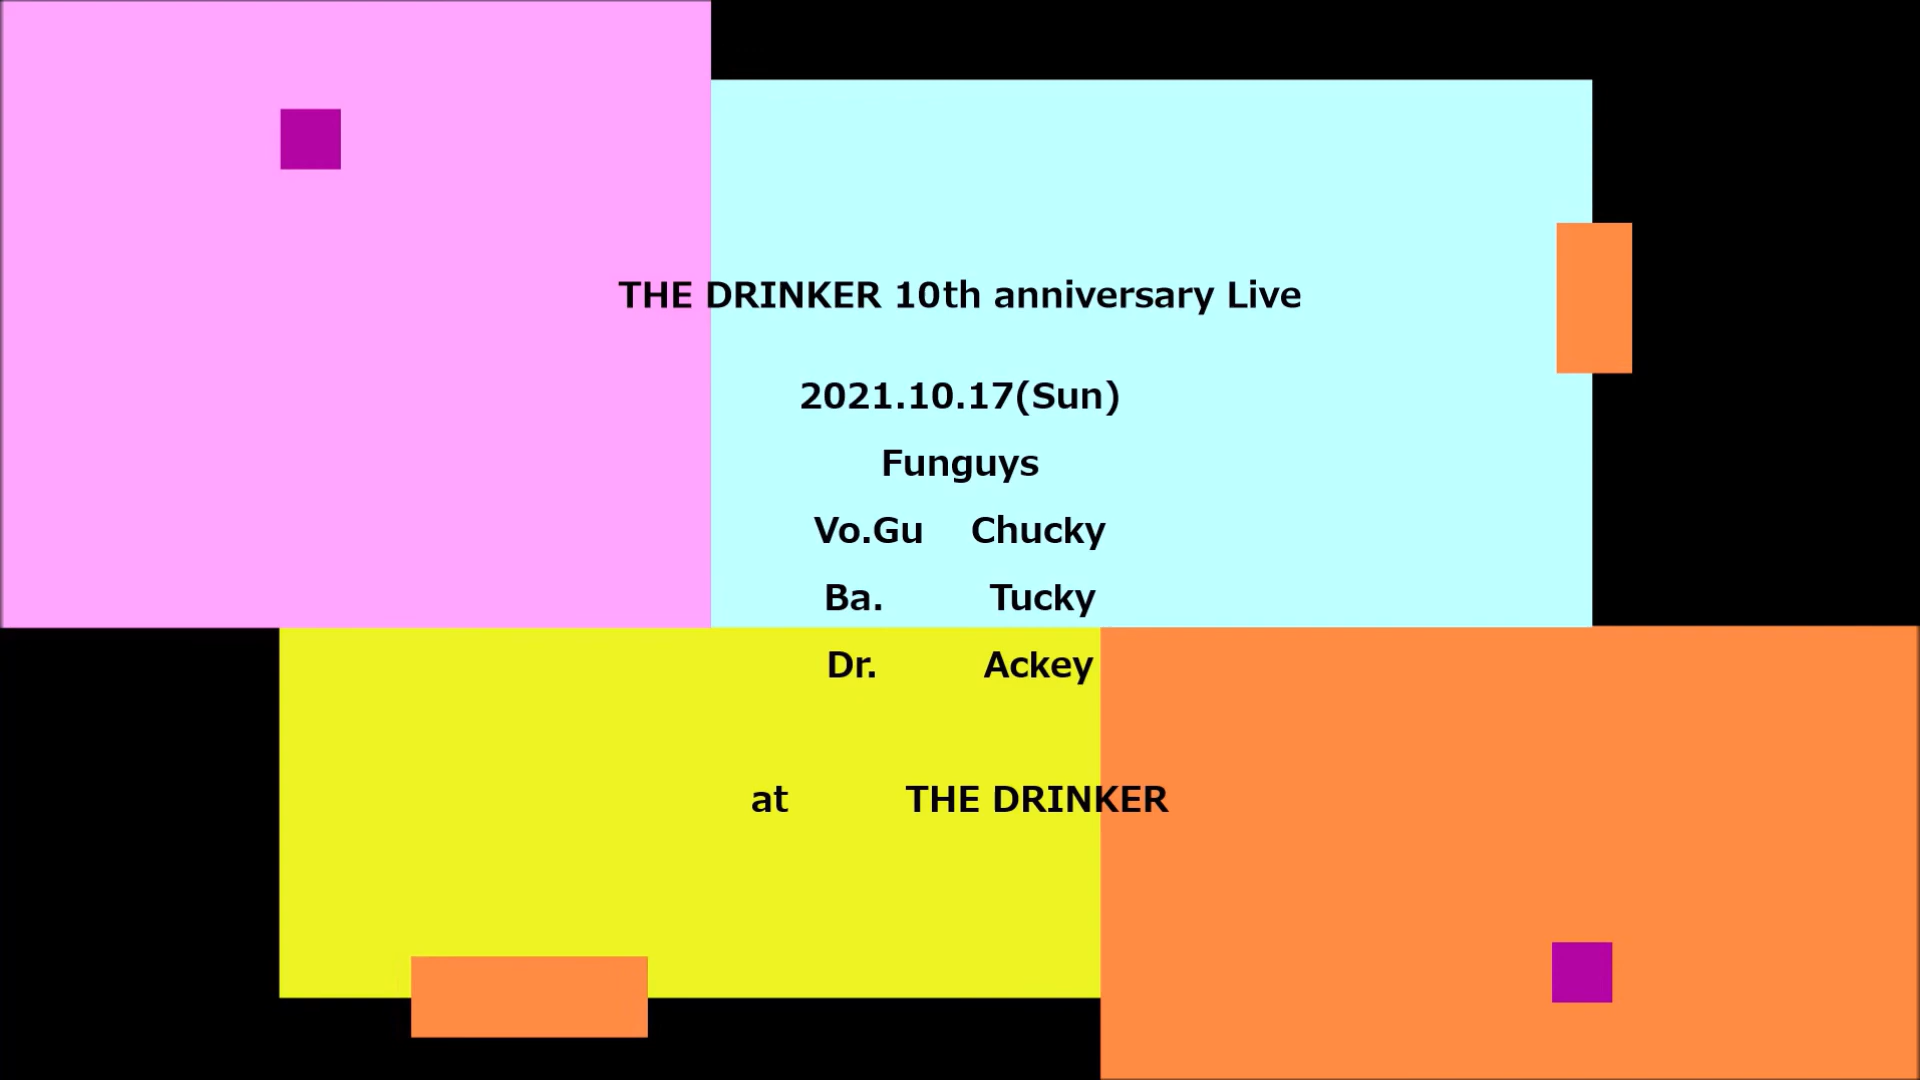 THE DRINKER 10th anniversary Live
2021.10.17(Sun)
Funguys
Vo.Gu Chucky
Ba. Tucky
Dr. Ackey
at THE DRINKER